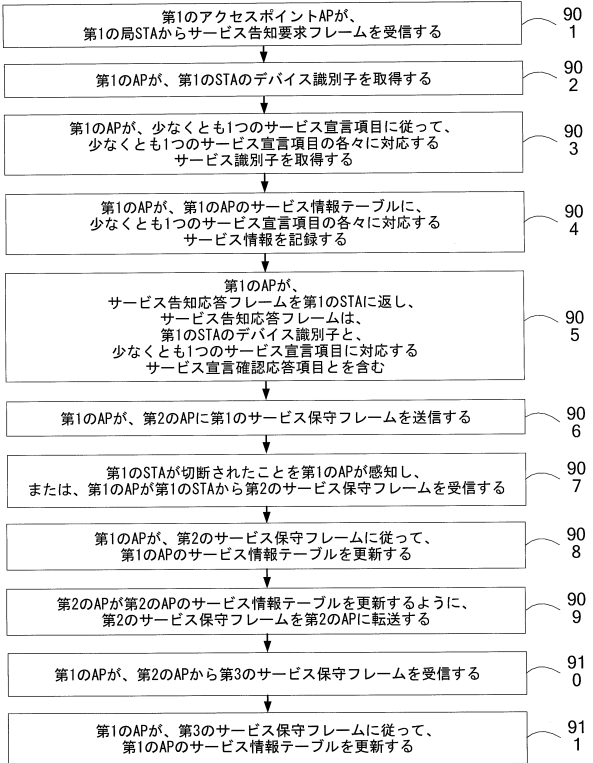 第1のアクセスポイントAPが、
第1の局STAからサービス告知要求フレームを受信する
90
1
第1のAPが、第1のSTAのデバイス識別子を取得する
90
2
第1のAPが、少なくとも1つのサービス宣言項目に従って、
少なくとも1つのサービス宣言項目の各々に対応する
サービス識別子を取得する
90
3
第1のAPが、第1のAPのサービス情報テーブルに、
少なくとも1つのサービス宣言項目の各々に対応する
サービス情報を記録する
90
4
第1のAPが、
サービス告知応答フレームを第1のSTAに返し、
サービス告知応答フレームは、
第1のSTAのデバイス識別子と、
少なくとも1つのサービス宣言項目に対応する
サービス宣言確認応答項目とを含む
90
5
第1のAPが、第2のAPに第1のサービス保守フレームを送信する
90
6
第1のSTAが切断されたことを第1のAPが感知し、
または、第1のAPが第1のSTAから第2のサービス保守フレームを受信する
90
7
第1のAPが、第2のサービス保守フレームに従って、
第1のAPのサービス情報テーブルを更新する
90
8
第2のAPが第2のAPのサービス情報テーブルを更新するように、
第2のサービス保守フレームを第2のAPに転送する
90
9
第1のAPが、第2のAPから第3のサービス保守フレームを受信する
91
0
第1のAPが、第3のサービス保守フレームに従って、
第1のAPのサービス情報テーブルを更新する
91
1